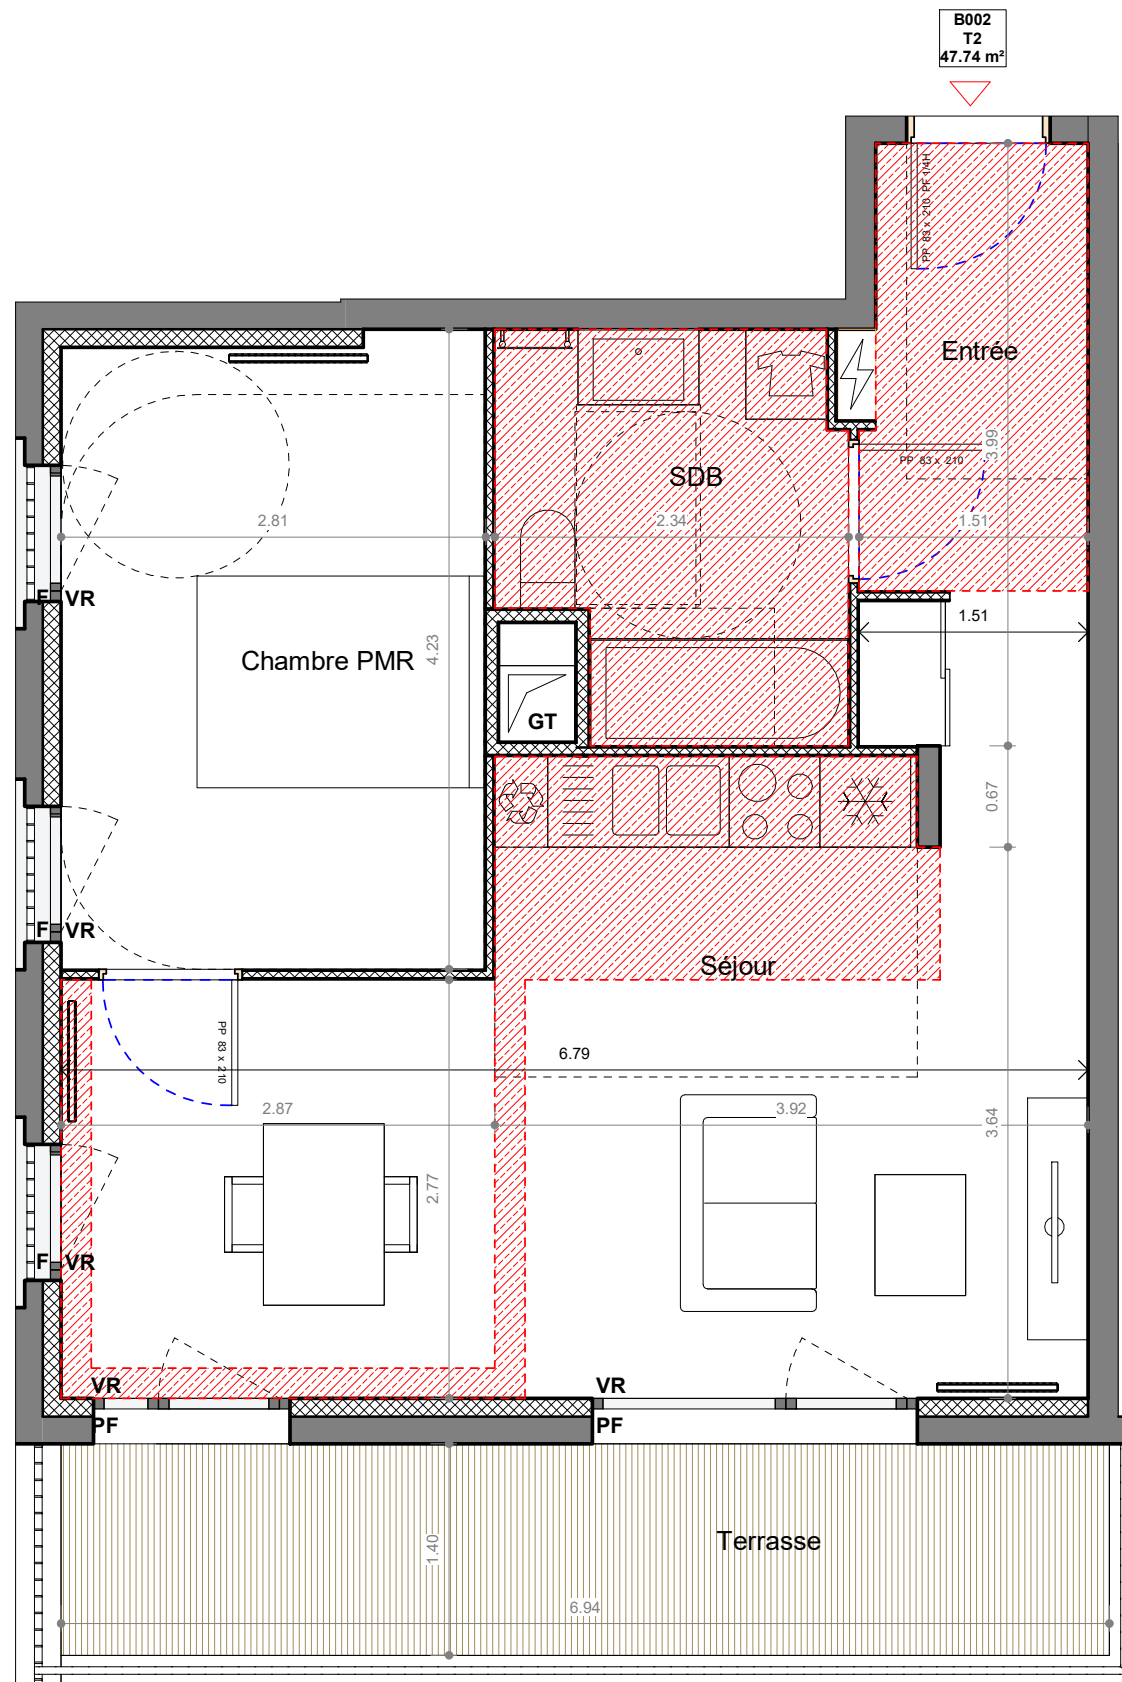 B002
T2
47.74 m²
PP 83 x 210 PF 1/4H
Entrée
3.99
PP 83 x 210
SDB
2.81
2.34
1.51
F VR
1.51
Chambre PMR
4.23
GT
0.67
F VR
Séjour
PP 83 x 210
6.79
2.87
3.92
3.64
2.77
F VR
VR
VR
PF
PF
Terrasse
1.40
6.94